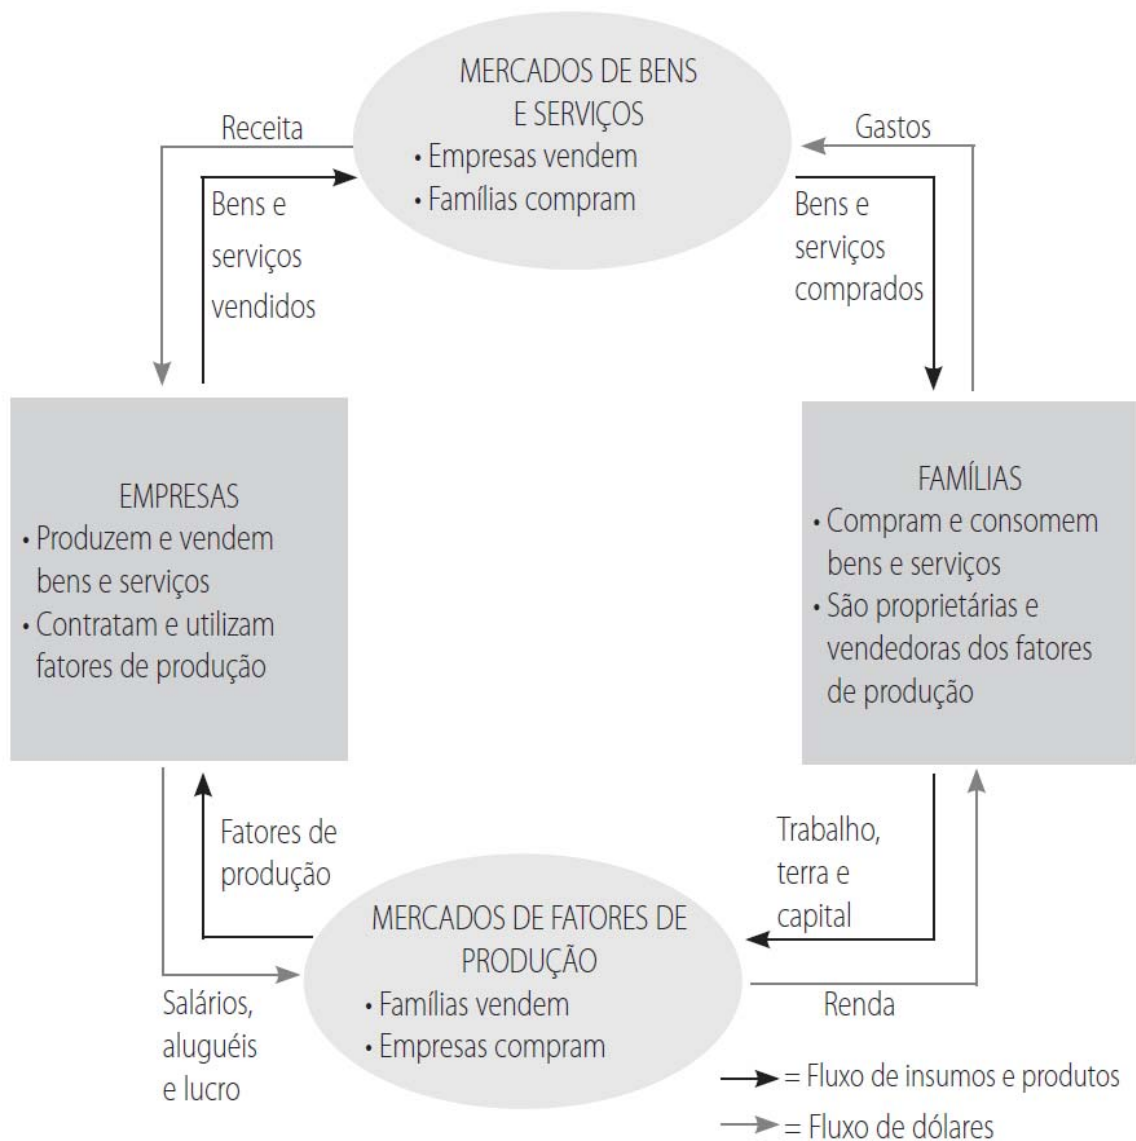 MERCADOS DE BENS
E SERVIÇOS
• Empresas vendem
• Famílias compram
Receita
Bens e
serviços
vendidos
Gastos
Bens e
serviços
comprados
EMPRESAS
• Produzem e vendem
bens e serviços
• Contratam e utilizam
fatores de produção
FAMÍLIAS
• Compram e consomem
bens e serviços
• São proprietárias e
vendedoras dos fatores
de produção
Fatores de
produção
Salários,
aluguéis
e lucro
MERCADOS DE FATORES DE
PRODUÇÃO
• Famílias vendem
• Empresas compram
Trabalho,
terra e
capital
Renda
= Fluxo de insumos e produtos
= Fluxo de dólares